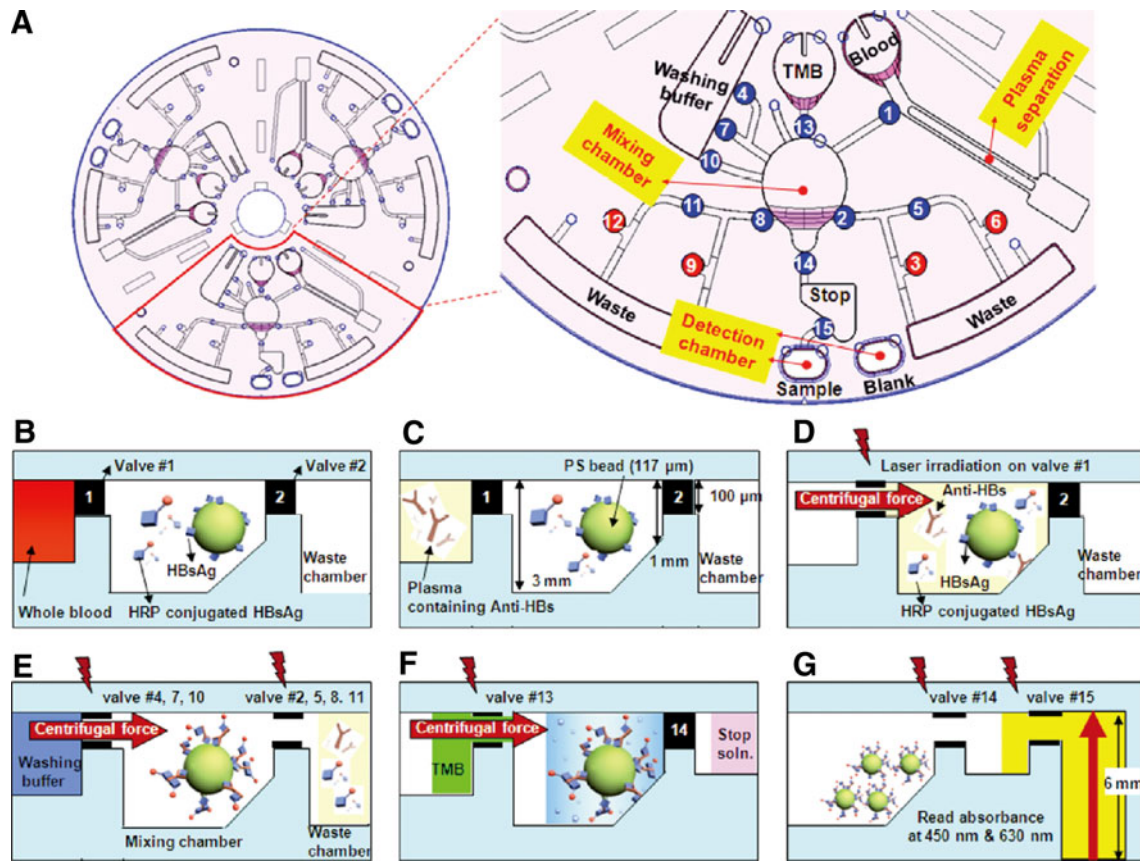 A
Washing
buffer
TMB
Blood
Plasma
separation
Mixing
chamber
4
7
10
13
1
12
11
8
2
5
6
9
14
3
Waste
Stop
Waste
15
Detection
chamber
Sample
Blank
B
Valve #1
Valve #2
1
2
HBsAg
Waste
chamber
Whole blood
HRP conjugated HBsAg
C
PS bead (117 µm)
1
2
100 µm
3 mm
1 mm
Waste
chamber
Plasma
containing Anti-HBs
D
Laser irradiation on valve #1
Anti-HBs
Centrifugal force
2
HBsAg
Waste
chamber
HRP conjugated HBsAg
E
valve #4, 7, 10
valve #2, 5, 8. 11
Centrifugal force
Washing
buffer
Mixing chamber
Waste
chamber
F
valve #13
Centrifugal force
14
TMB
Stop
soln.
G
valve #14
valve #15
6 mm
Read absorbance
at 450 nm & 630 nm